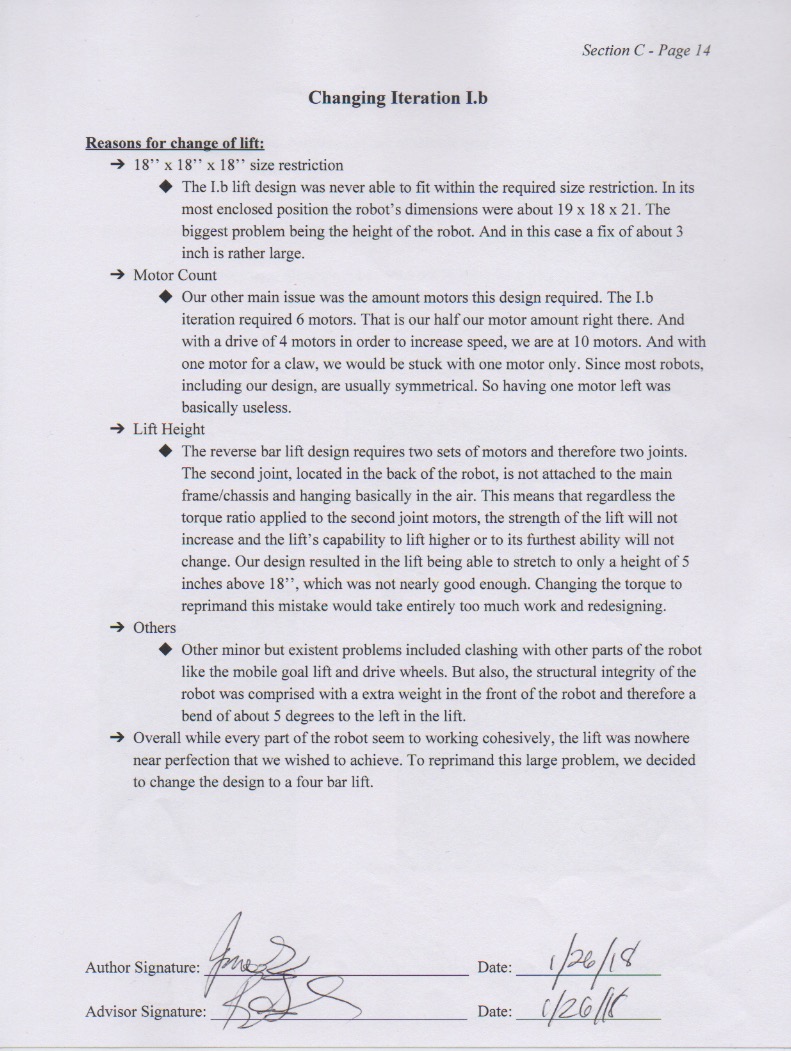 Section C - Page 14
Changing Iteration I.b
Reasons for change of lift:
➔ 18’’ x 18’’ x 18’’ size restriction
◆ The I.b lift design was never able to fit within the required size restriction. In its
most enclosed position the robot’s dimensions were about 19 x 18 x 21. The
biggest problem being the height of the robot. And in this case a fix of about 3
inch is rather large.
➔ Motor Count
◆ Our other main issue was the amount motors this design required. The I.b
iteration required 6 motors. That is our half our motor amount right there. And
with a drive of 4 motors in order to increase speed, we are at 10 motors. And with
one motor for a claw, we would be stuck with one motor only. Since most robots,
including our design, are usually symmetrical. So having one motor left was
basically useless.
➔ Lift Height
◆ The reverse bar lift design requires two sets of motors and therefore two joints.
The second joint, located in the back of the robot, is not attached to the main
frame/chassis and hanging basically in the air. This means that regardless the
torque ratio applied to the second joint motors, the strength of the lift will not
increase and the lift’s capability to lift higher or to its furthest ability will not
change. Our design resulted in the lift being able to stretch to only a height of 5
inches above 18’’, which was not nearly good enough. Changing the torque to
reprimand this mistake would take entirely too much work and redesigning.
➔ Others
◆ Other minor but existent problems included clashing with other parts of the robot
like the mobile goal lift and drive wheels. But also, the structural integrity of the
robot was comprised with a extra weight in the front of the robot and therefore a
bend of about 5 degrees to the left in the lift.
➔ Overall while every part of the robot seem to working cohesively, the lift was nowhere
near perfection that we wished to achieve. To reprimand this large problem, we decided
to change the design to a four bar lift.
Author Signature: Date: 1/26/18
Advisor Signature: Date: 1/26/18